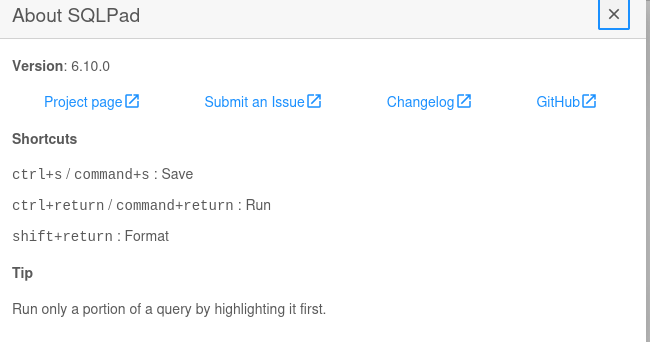 About SQLPad
Version: 6.10.0
Project page Submit an Issue Changelog GitHub
Shortcuts
ctrl+s / command+s : Save
ctrl+return / command+return : Run
shift+return : Format
Tip
Run only a portion of a query by highlighting it first.